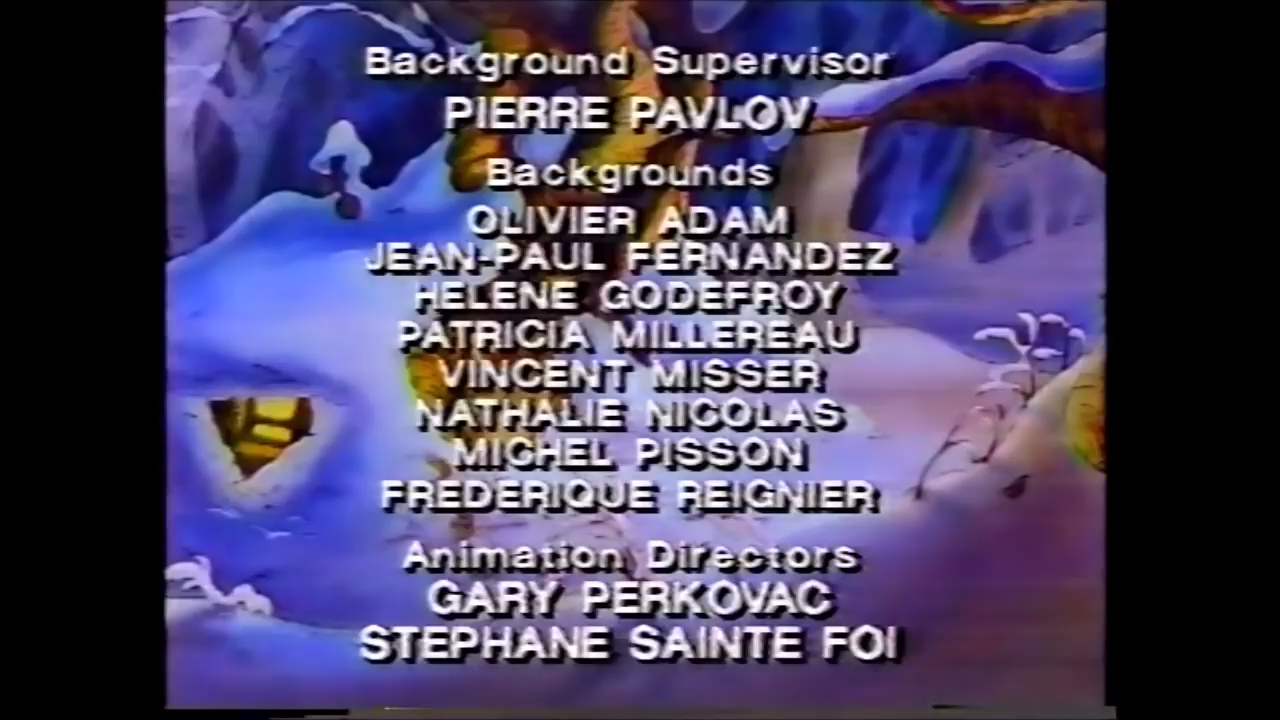 Background Supervisor
PIERRE PAVLOV
Backgrounds
OLIVIER ADAM
JEAN-PAUL FERNANDEZ
HELENE GODEFROY
PATRICIA MILLEREAU
VINCENT MISSER
NATHALIE NICOLAS
MICHEL PISSON
FREDERIQUE REIGNIER
Animation Directors
GARY PERKOVAC
STEPHANE SAINTE FOI